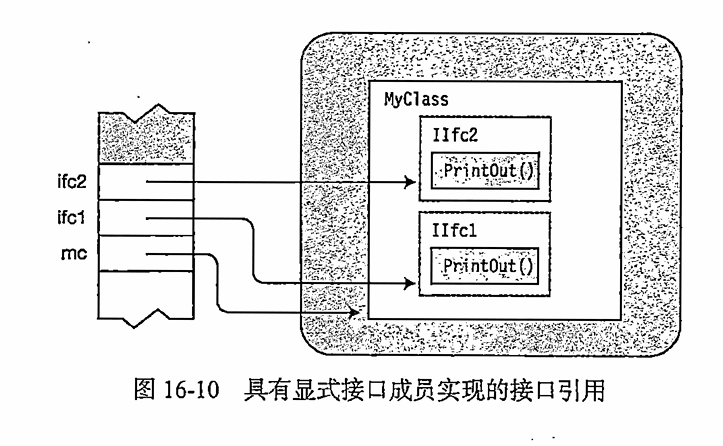 MyClass
IIfc2
PrintOut()
ifc2
ifc1
IIfc1
mc
PrintOut()
图 16-10 具有显式接口成员实现的接口引用